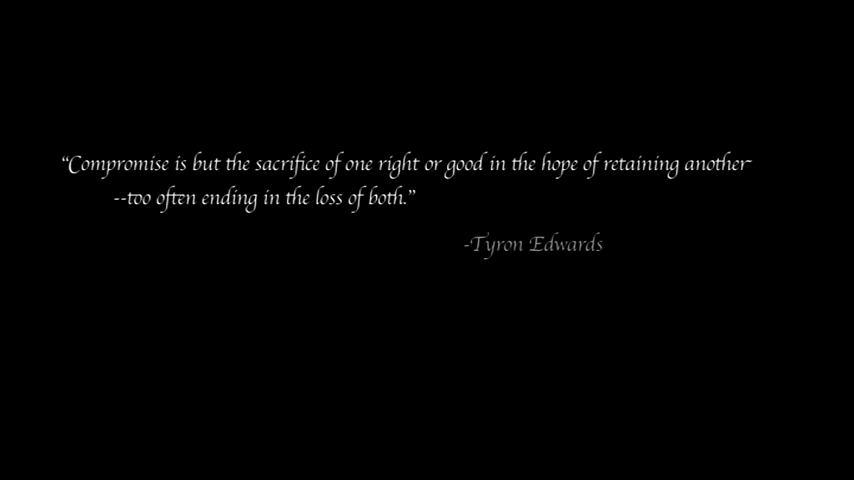 "Compromise is but the sacrifice of one right or good in the hope of retaining another
--too often ending in the loss of both."
-Tyron Edwards